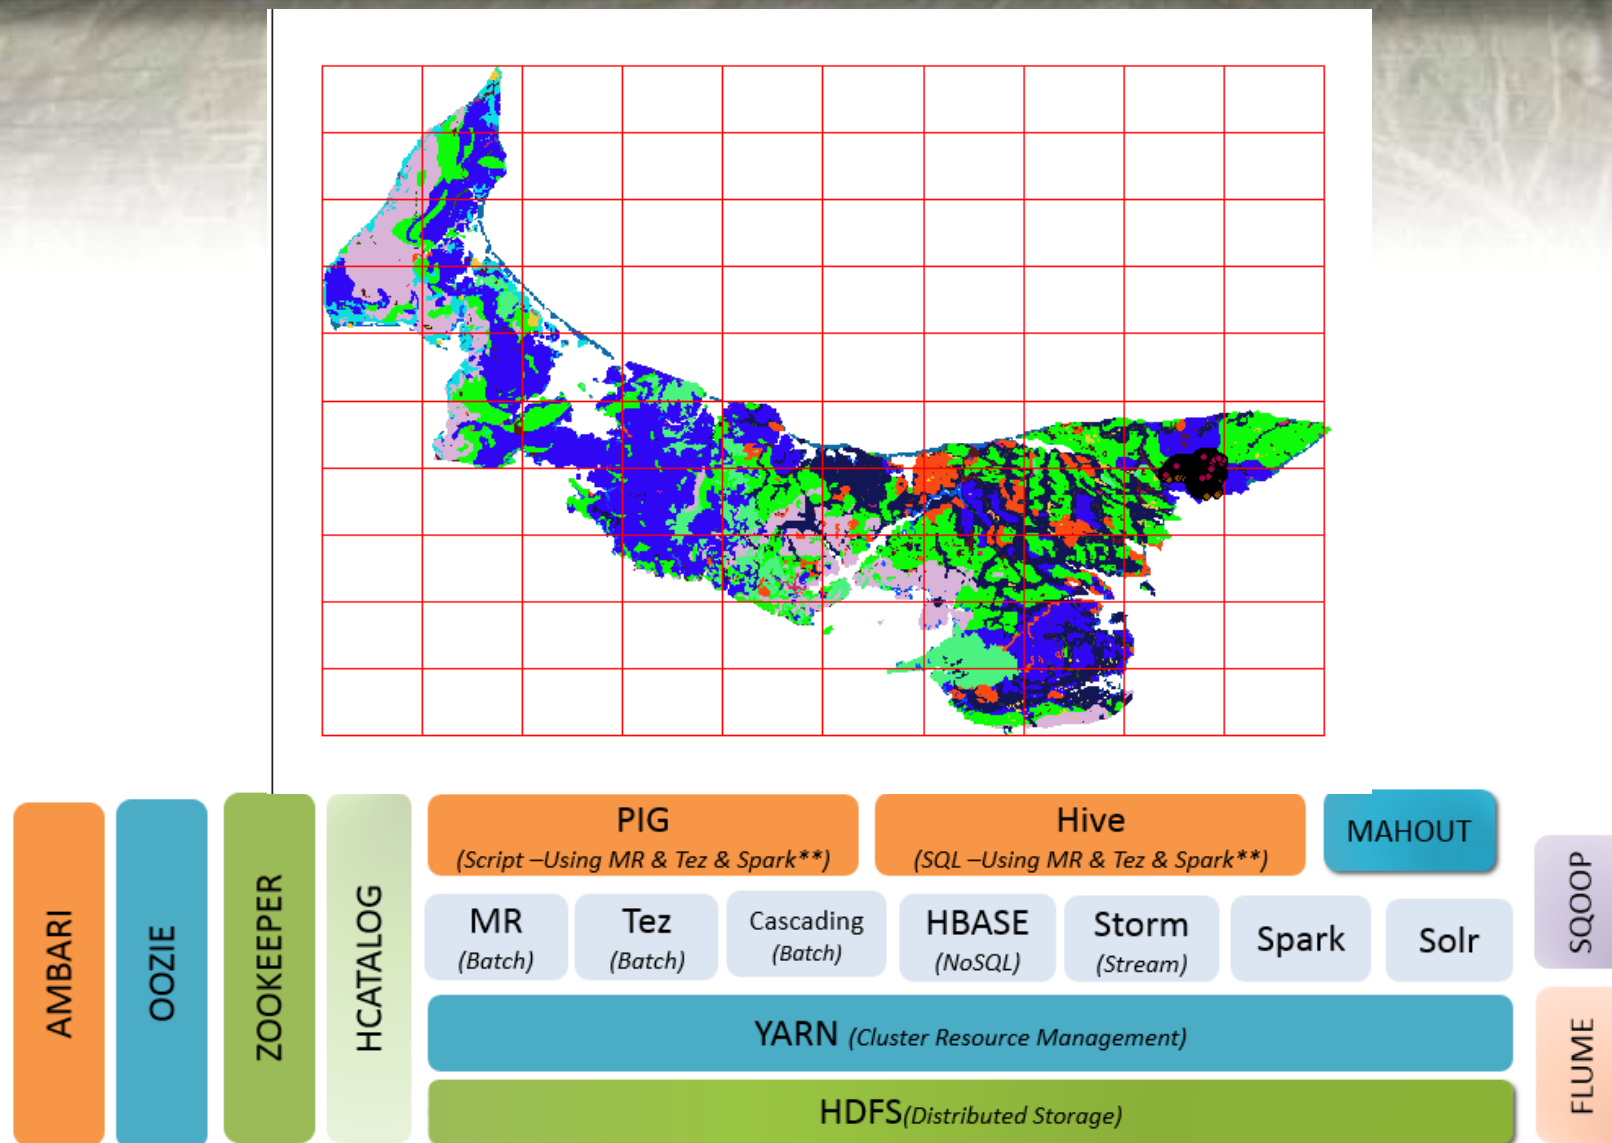 PIG
(Script –Using MR & Tez & Spark**)
Hive
(SQL –Using MR & Tez & Spark**)
MAHOUT
AMBARI
OOZIE
ZOOKEEPER
HCATALOG
MR
(Batch)
Tez
(Batch)
Cascading
(Batch)
HBASE
(NoSQL)
Storm
(Stream)
Spark
Solr
SQOOP
YARN (Cluster Resource Management)
HDFS(Distributed Storage)
FLUME